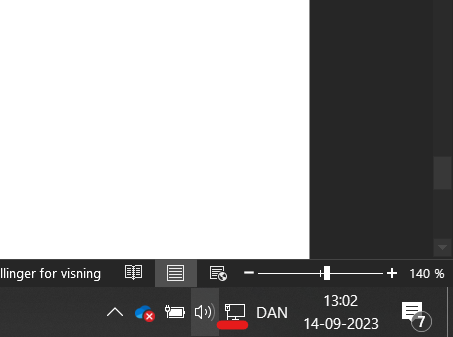 llinger for visning
140 %
DAN
13:02
14-09-2023
7